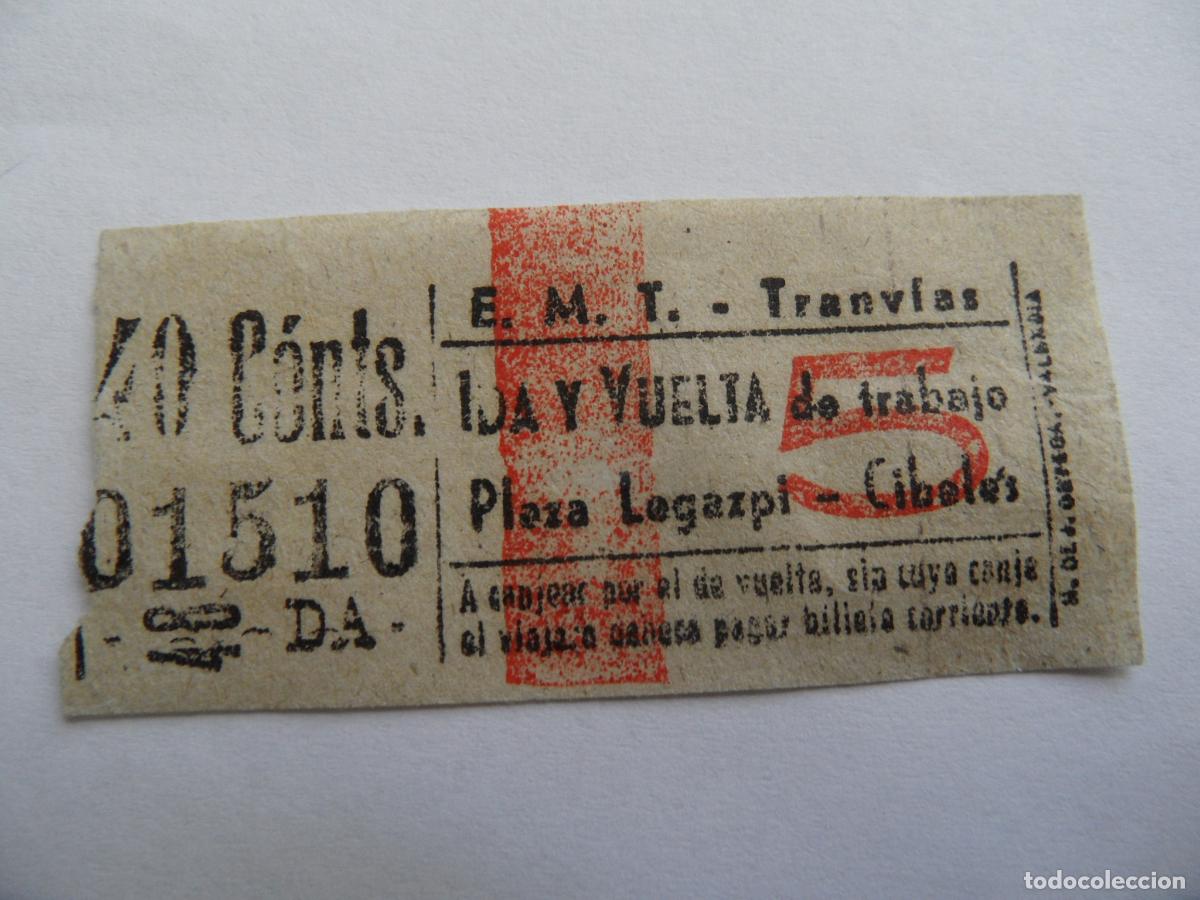 40 Cénts.
01510
DA -
E. M. T. - Tranvías
IDA Y VUELTA de trabajo
5
Plaza Legazpi - Cibeles
A canjear por el de vuelta, sin cuyo canje
el viajero deberá pagar billete corriente.
VALENCIA
todocoleccion